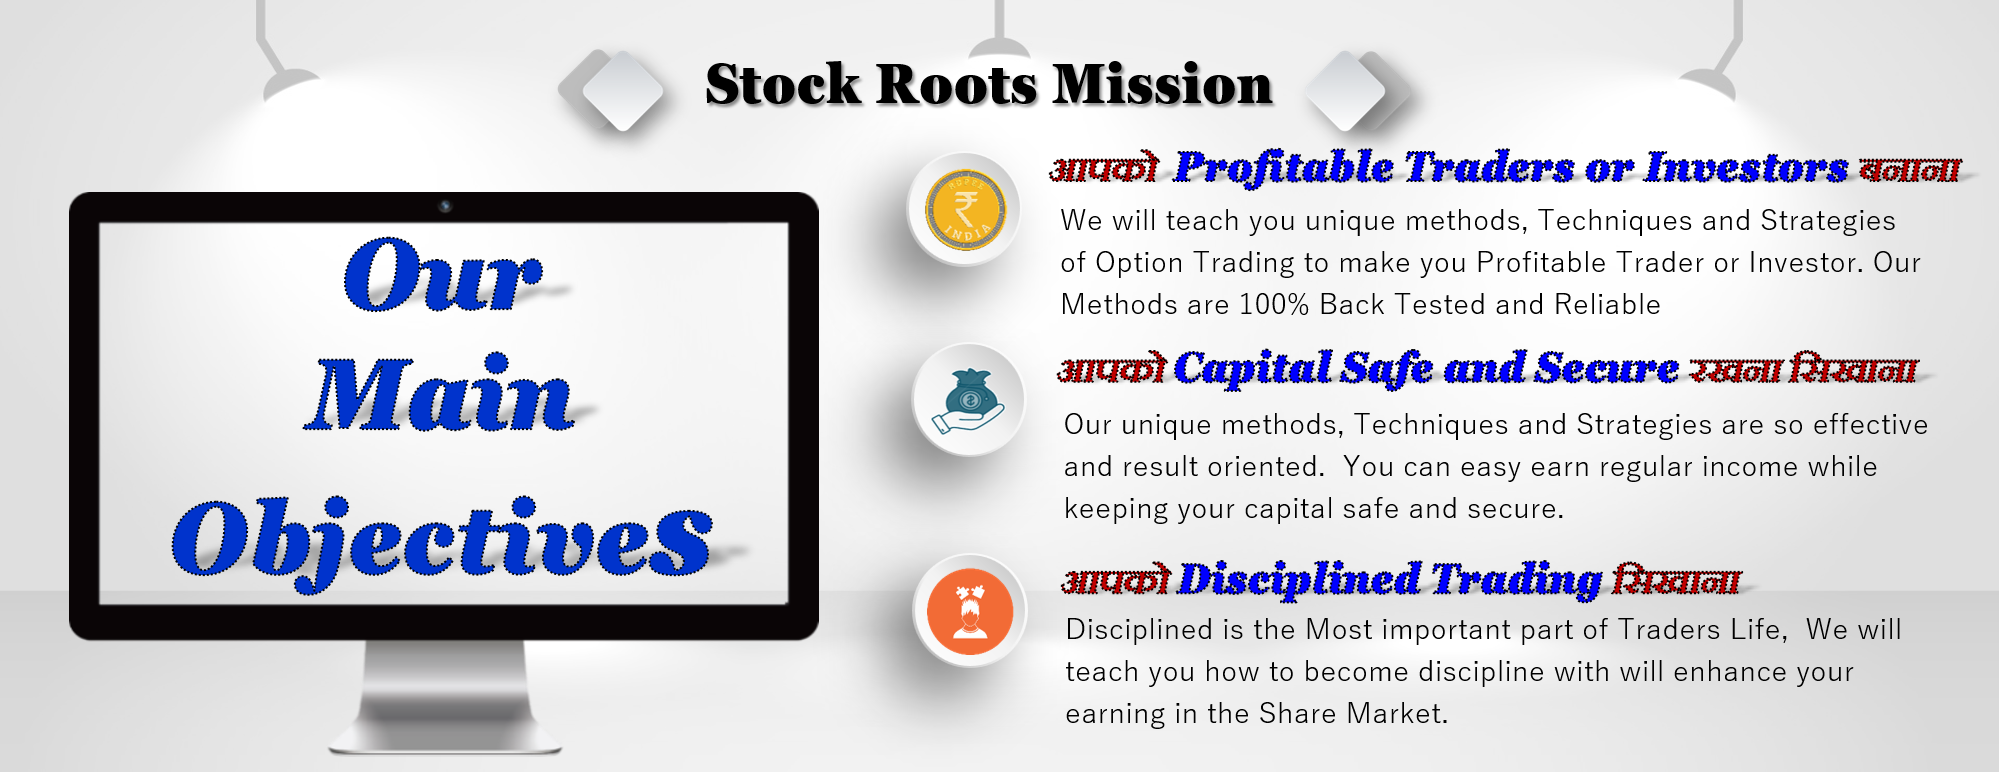 Stock Roots Mission
Our
Main
Objectives
आपको Profitable Traders or Investors बनाना
RUPEE
₹
INDIA
We will teach you unique methods, Techniques and Strategies
of Option Trading to make you Profitable Trader or Investor. Our
Methods are 100% Back Tested and Reliable
आपको Capital Safe and Secure रखना सिखाना
Our unique methods, Techniques and Strategies are so effective
and result oriented.  You can easy earn regular income while
keeping your capital safe and secure.
आपको Disciplined Trading सिखाना
Disciplined is the Most important part of Traders Life,  We will
teach you how to become discipline with will enhance your
earning in the Share Market.